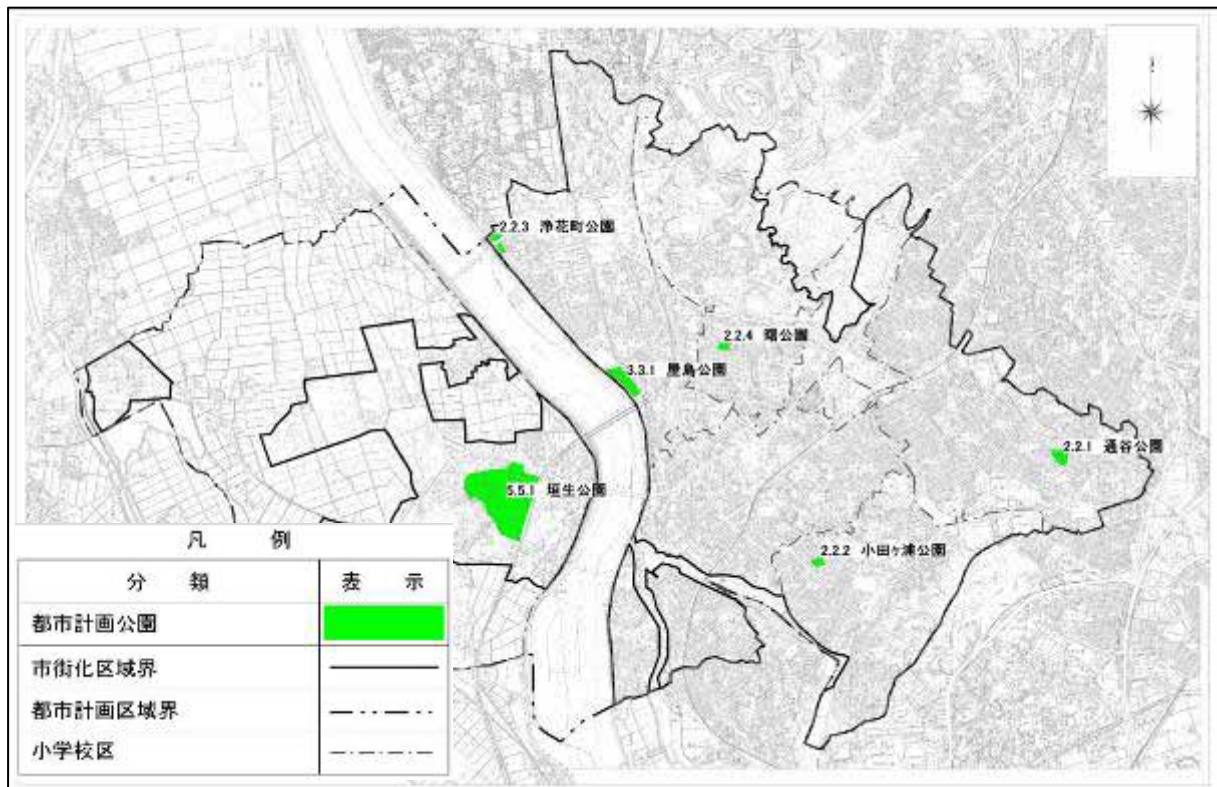 2.2.3 浄花町公園
2.2.4 曙公園
3.3.1 屋島公園
2.2.1 通谷公園
5.5.1 垣生公園
2.2.2 小田ヶ浦公園
凡 例
分 類 表 示
都市計画公園
市街化区域界
都市計画区域界
小学校区